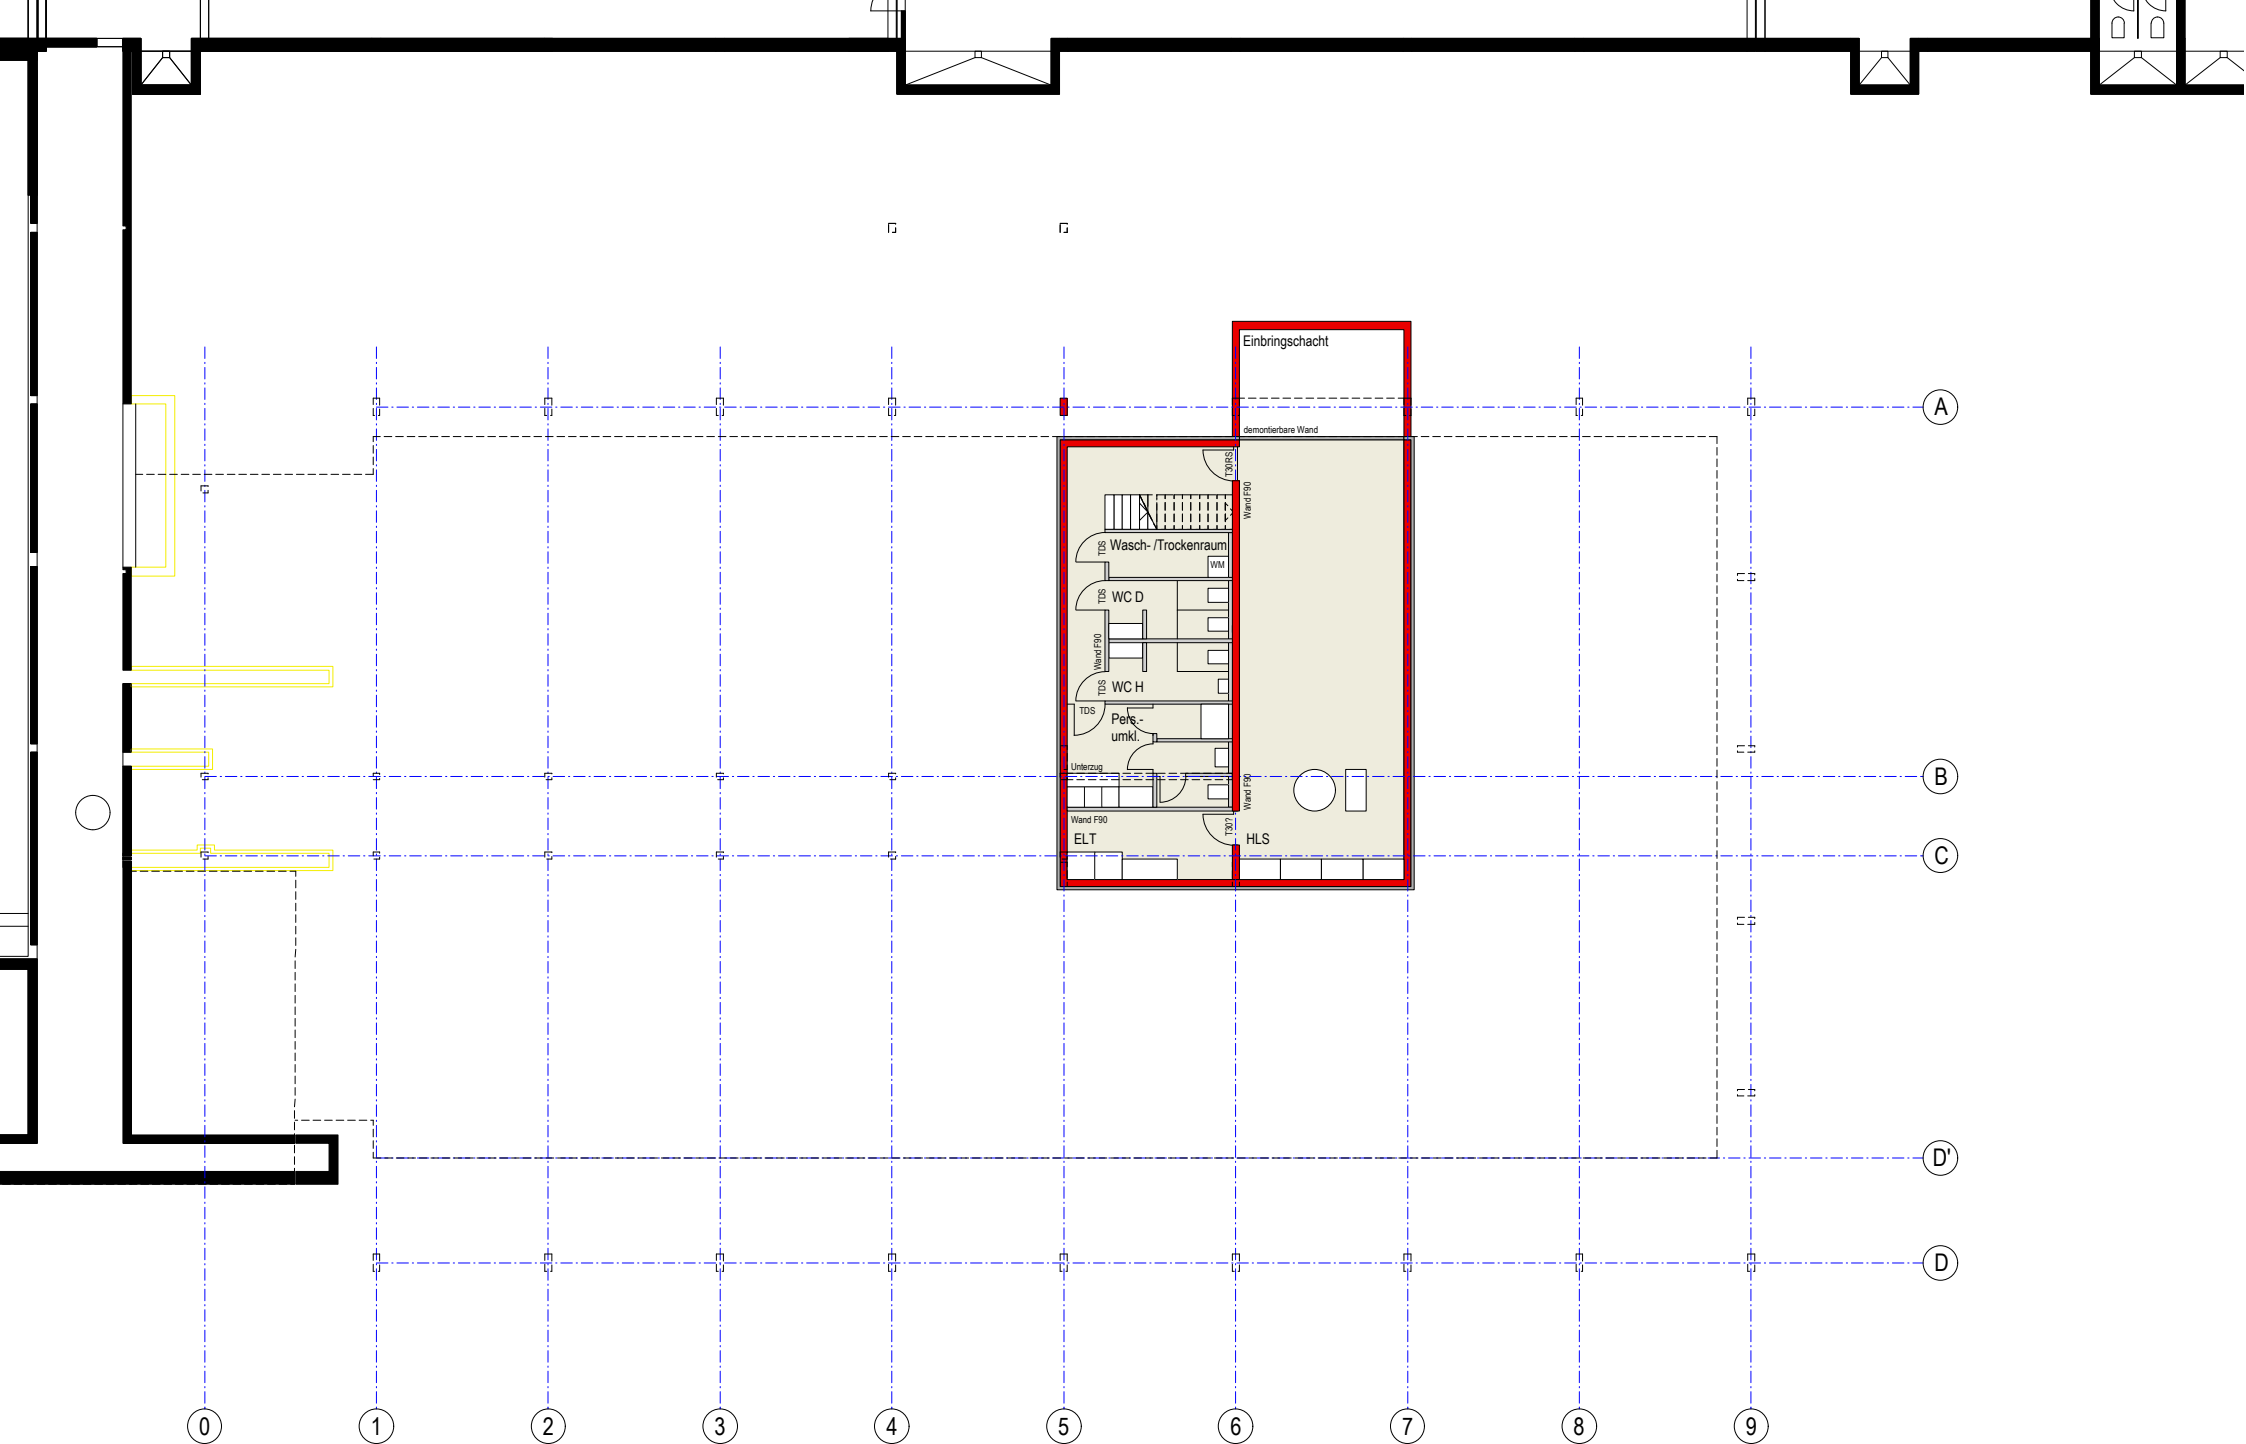 Einbringschacht
A
demontierbare Wand
T30RS
Wand F90
TDS
Wasch- /Trockenraum
WM
TDS
WC D
Wand F90
TDS
WC H
TDS
Pers.-
umkl.
Unterzug
B
Wand F90
Wand F90
T30?
ELT
HLS
C
D'
D
0
1
2
3
4
5
6
7
8
9